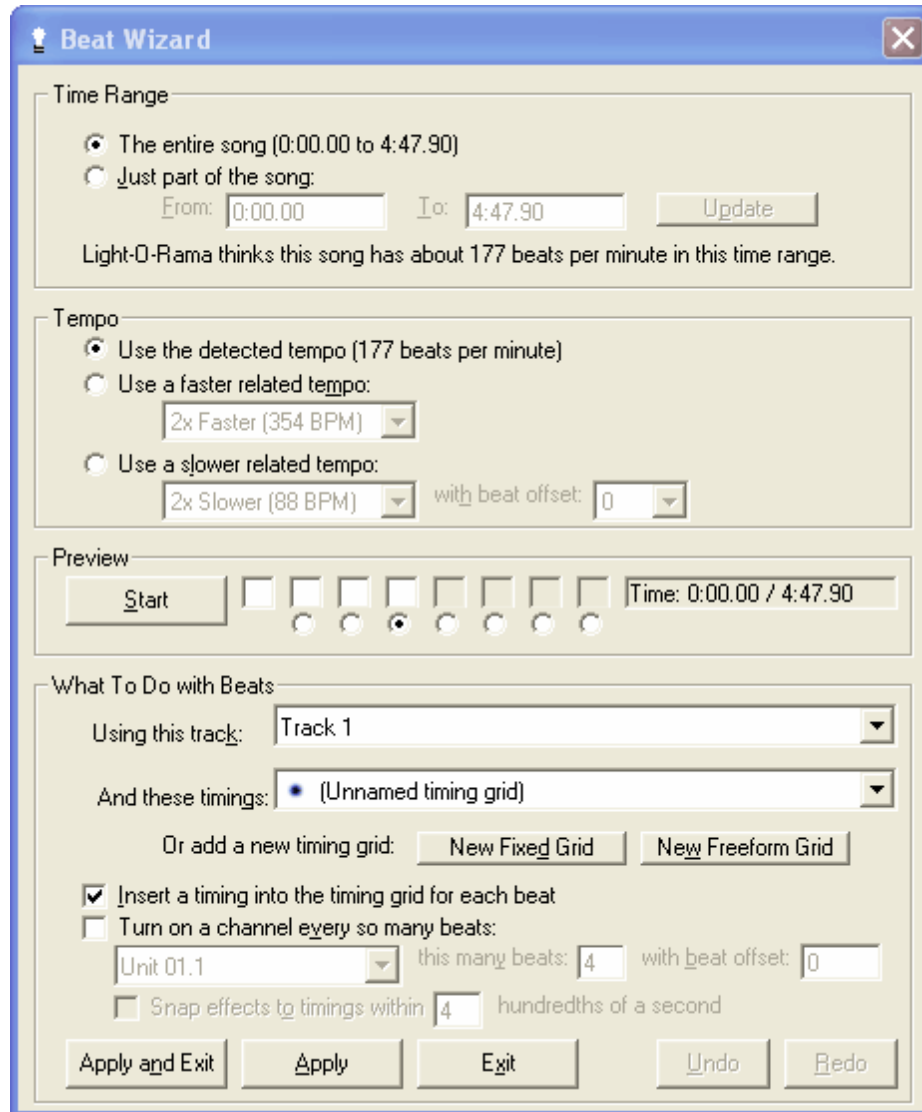 Beat Wizard
Time Range
The entire song (0:00.00 to 4:47.90)
Just part of the song:
From: 0:00.00 To: 4:47.90 Update
Light-O-Rama thinks this song has about 177 beats per minute in this time range.
Tempo
Use the detected tempo (177 beats per minute)
Use a faster related tempo:
2x Faster (354 BPM)
Use a slower related tempo:
2x Slower (88 BPM) with beat offset: 0
Preview
Start Time: 0:00.00 / 4:47.90
What To Do with Beats
Using this track: Track 1
And these timings: (Unnamed timing grid)
Or add a new timing grid: New Fixed Grid New Freeform Grid
Insert a timing into the timing grid for each beat
Turn on a channel every so many beats:
Unit 01.1 this many beats: 4 with beat offset: 0
Snap effects to timings within 4 hundredths of a second
Apply and Exit Apply Exit Undo Redo